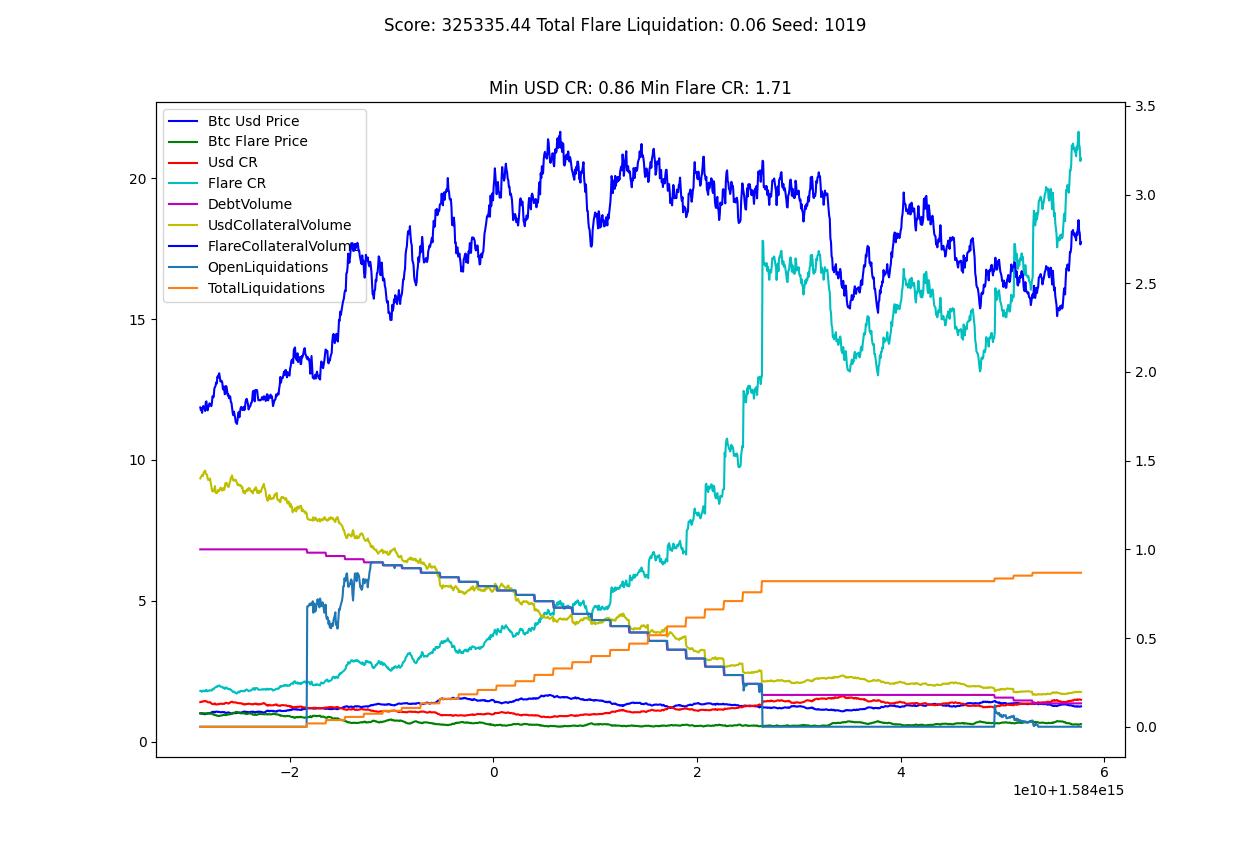 Score: 325335.44 Total Flare Liquidation: 0.06 Seed: 1019
Min USD CR: 0.86 Min Flare CR: 1.71
Btc Usd Price
Btc Flare Price
Usd CR
Flare CR
DebtVolume
UsdCollateralVolume
FlareCollateralVolume
OpenLiquidations
TotalLiquidations
20
15
10
5
0
3.5
3.0
2.5
2.0
1.5
1.0
0.5
0.0
−2 0 2 4 6
1e10+1.584e15